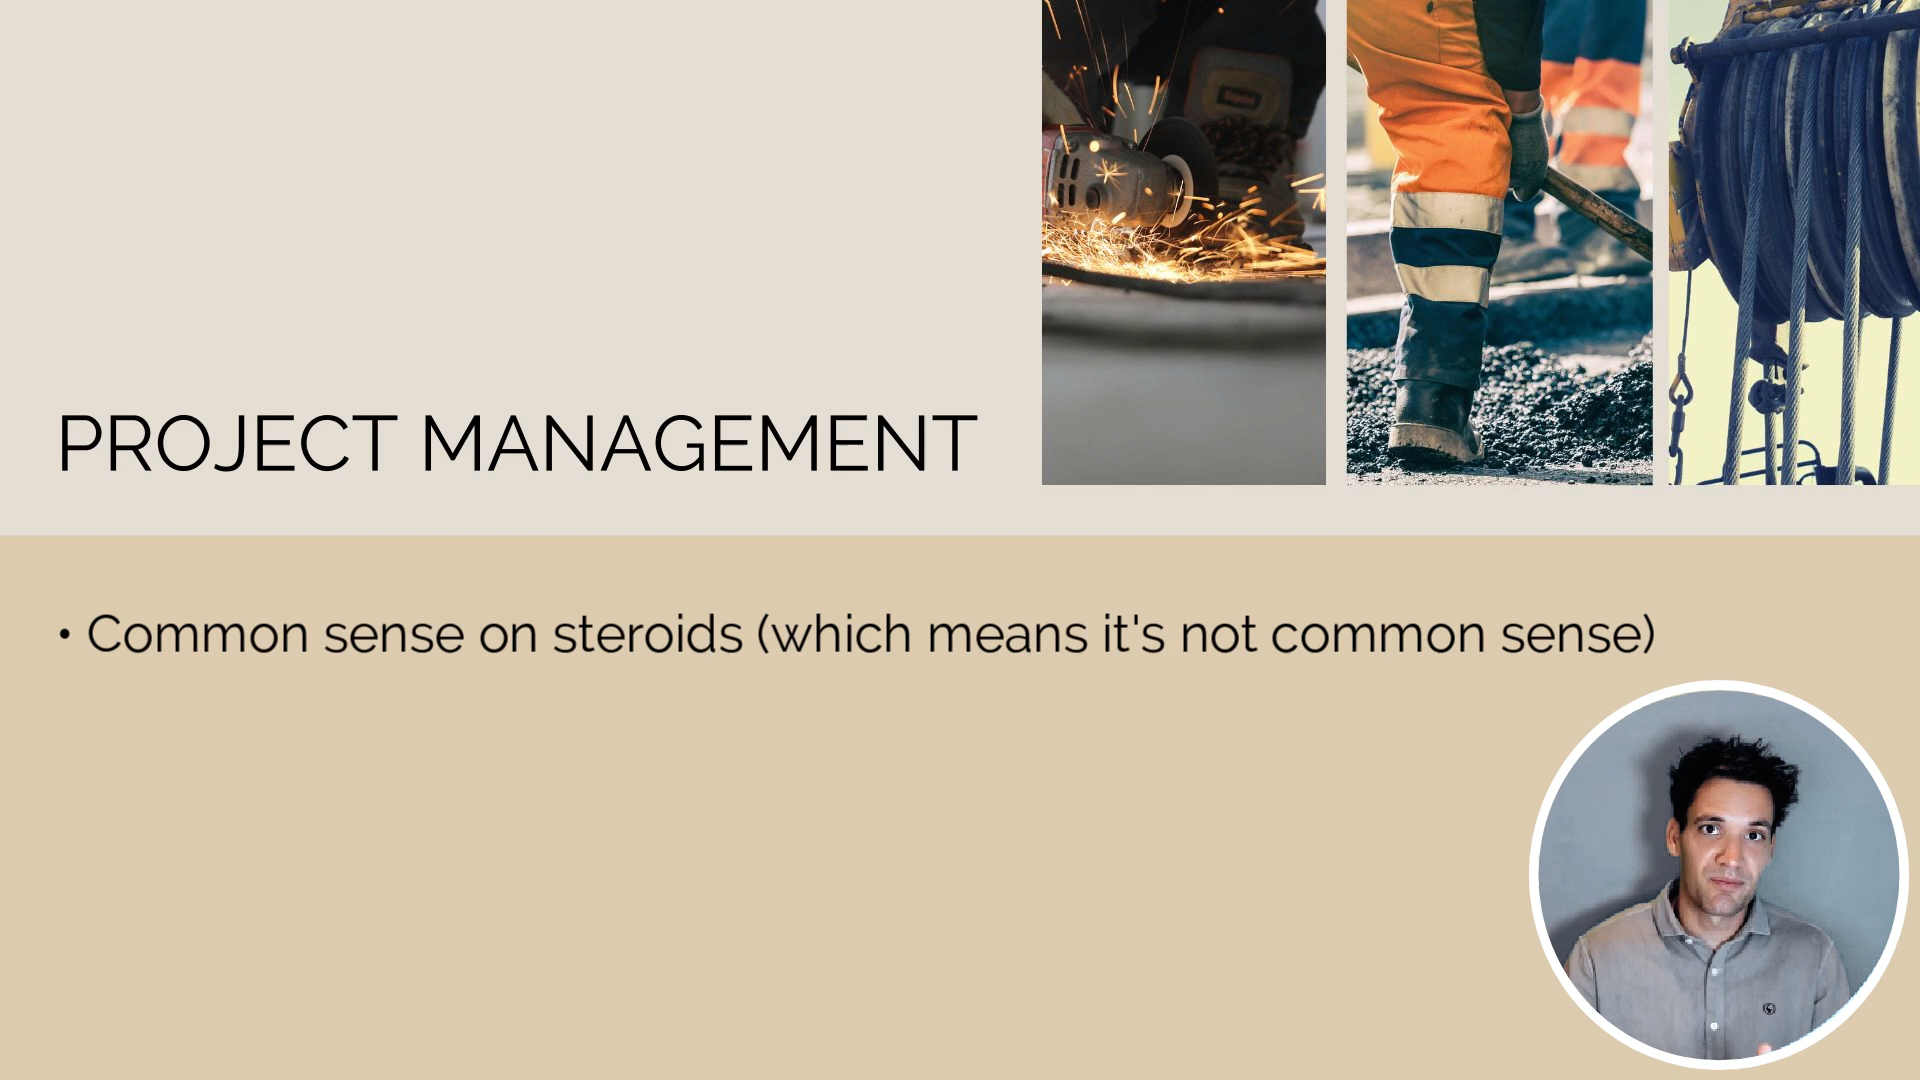 PROJECT MANAGEMENT
• Common sense on steroids (which means it's not common sense)